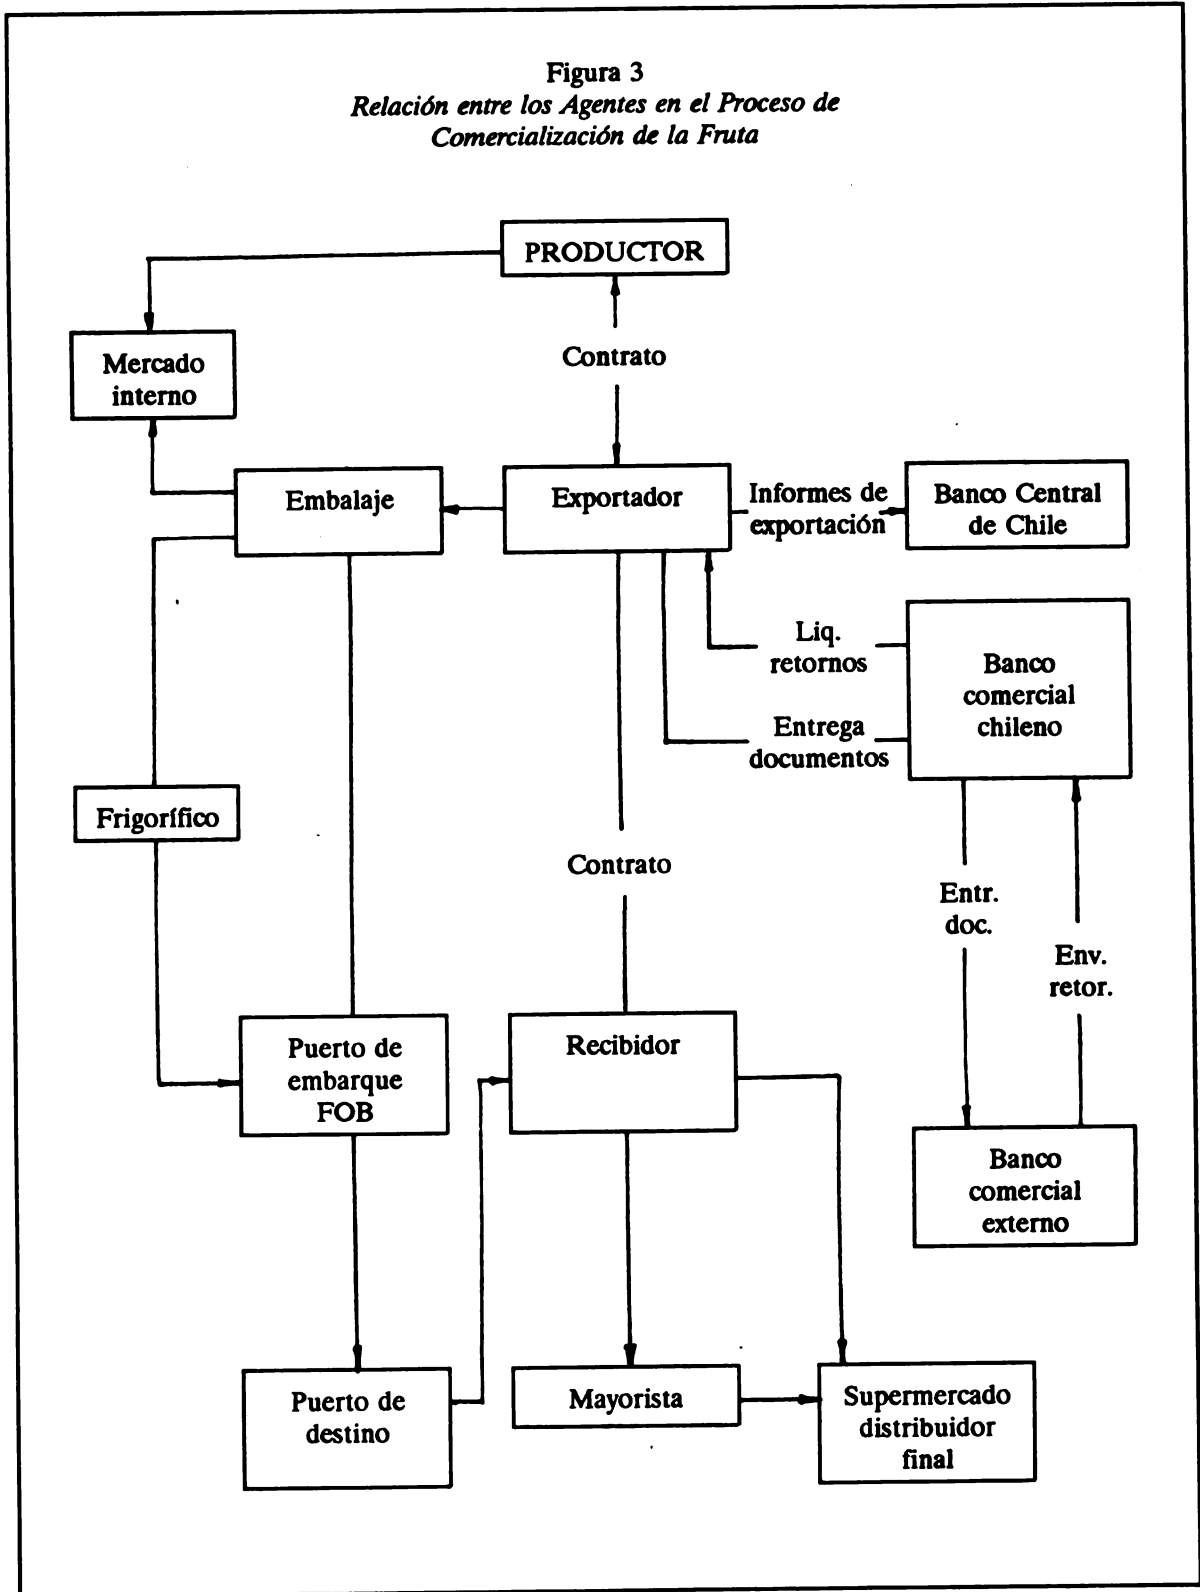 Figura 3
Relación entre los Agentes en el Proceso de
Comercialización de la Fruta
PRODUCTOR
Mercado
interno
Contrato
Embalaje
Exportador
Informes de
exportación
Banco Central
de Chile
Liq.
retornos
Banco
comercial
chileno
Entrega
documentos
Frigorífico
Contrato
Entr.
doc.
Env.
retor.
Puerto de
embarque
FOB
Recibidor
Banco
comercial
externo
Puerto de
destino
Mayorista
Supermercado
distribuidor
final